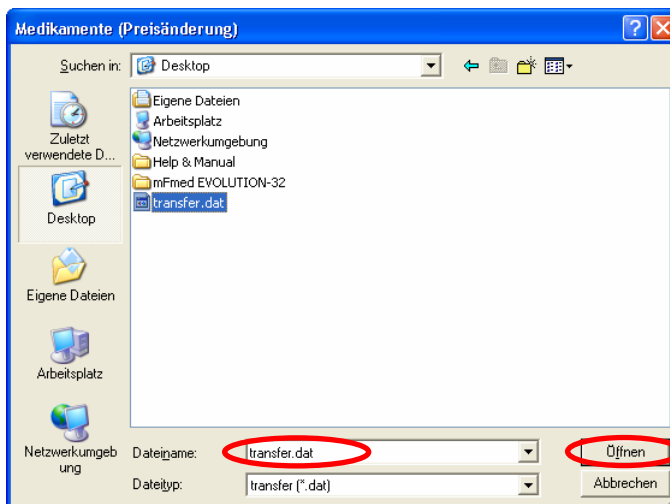 Medikamente (Preisänderung)
Suchen in:
Desktop
Zuletzt
verwendete D...
Desktop
Eigene Dateien
Arbeitsplatz
Netzwerkumgeb
ung
Eigene Dateien
Arbeitsplatz
Netzwerkumgebung
Help & Manual
mFmed EVOLUTION-32
transfer.dat
Dateiname:
transfer.dat
Öffnen
Dateityp:
transfer (*.dat)
Abbrechen